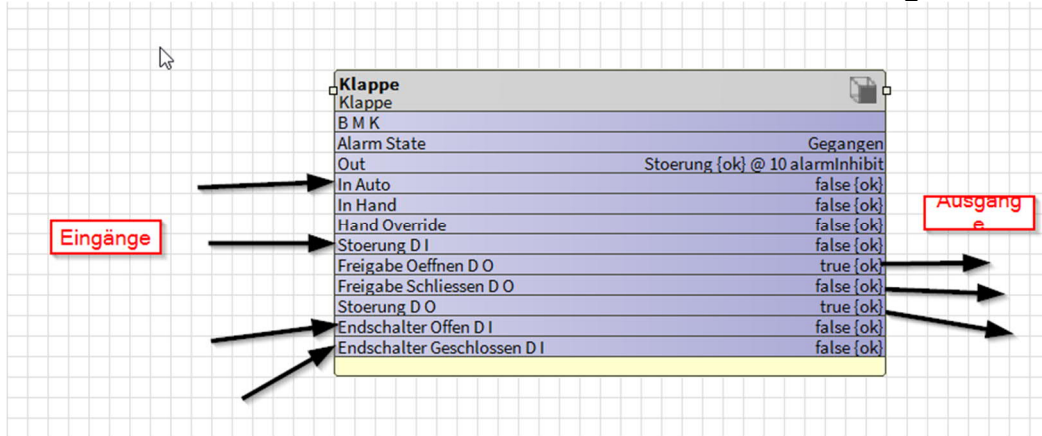 Klappe
Klappe
B M K
Alarm State Gegangen
Out Stoerung {ok} @ 10 alarmInhibit
In Auto false {ok}
In Hand false {ok}
Hand Override false {ok}
Stoerung D I false {ok}
Freigabe Oeffnen D O true {ok}
Freigabe Schliessen D O false {ok}
Stoerung D O true {ok}
Endschalter Offen D I false {ok}
Endschalter Geschlossen D I false {ok}
Eingänge
Ausgäng
e